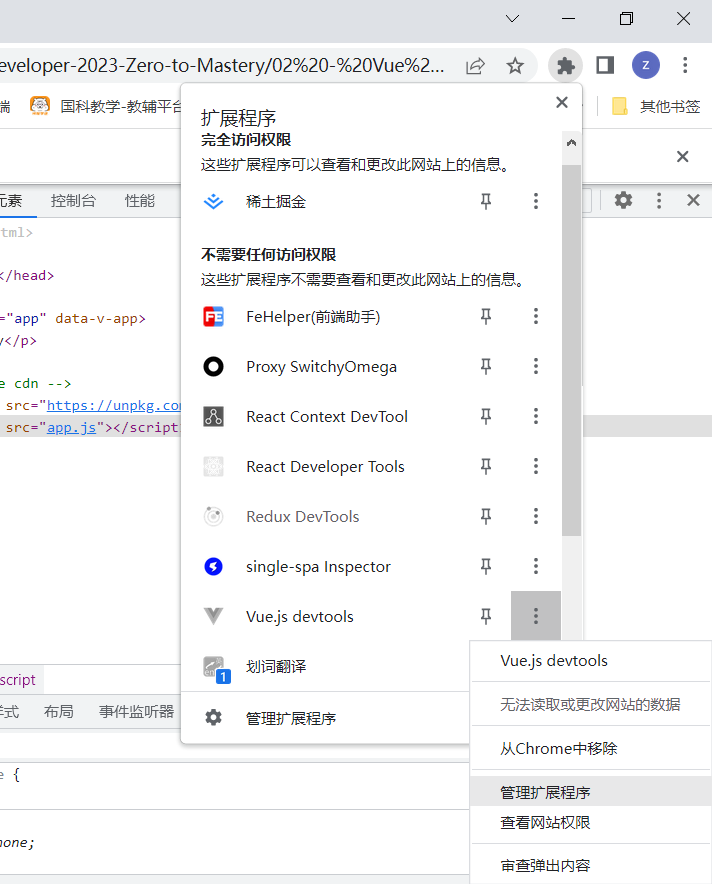 eveloper-2023-Zero-to-Mastery/02%20-%20Vue%2...
Z
端
国科教学-教辅平台
其他书签
扩展程序
完全访问权限
这些扩展程序可以查看和更改此网站上的信息。
稀土掘金
不需要任何访问权限
这些扩展程序不需要查看和更改此网站上的信息。
FeHelper(前端助手)
Proxy SwitchyOmega
React Context DevTool
React Developer Tools
Redux DevTools
single-spa Inspector
Vue.js devtools
划词翻译
1
管理扩展程序
Vue.js devtools
无法读取或更改网站的数据
从Chrome中移除
管理扩展程序
查看网站权限
审查弹出内容
元素
控制台
性能
tml>
</head>
="app" data-v-app>
y</p>
e cdn -->
src="https://unpkg.co
src="app.js"></script
script
样式
布局
事件监听器
e {
none;